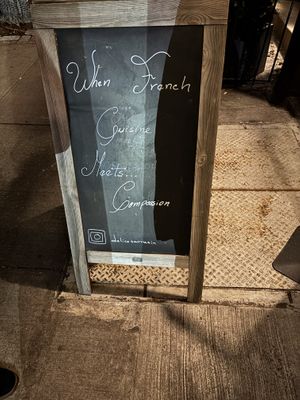 When French
Cuisine
Meets...
Compassion